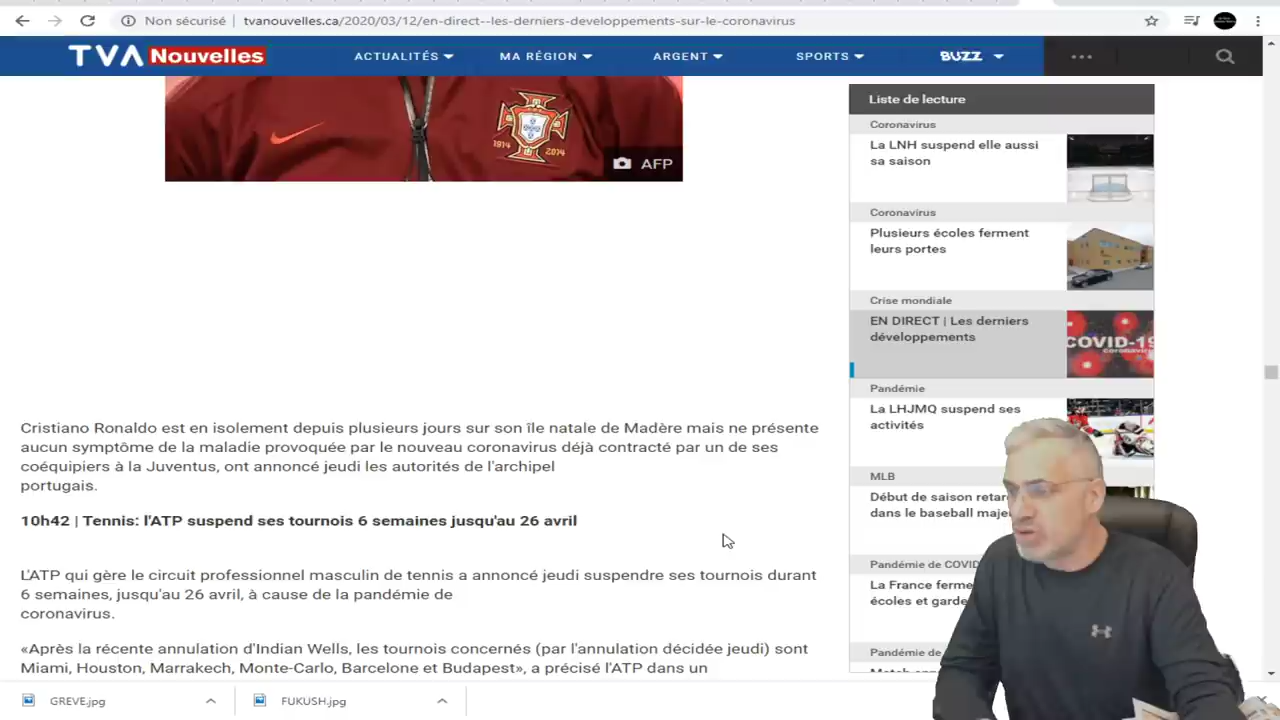 Non sécurisé | tvanouvelles.ca/2020/03/12/en-direct--les-derniers-developpements-sur-le-coronavirus
TVA Nouvelles
ACTUALITÉS
MA RÉGION
ARGENT
SPORTS
BUZZ
1914 2014
AFP
Cristiano Ronaldo est en isolement depuis plusieurs jours sur son île natale de Madère mais ne présente
aucun symptôme de la maladie provoquée par le nouveau coronavirus déjà contracté par un de ses
coéquipiers à la Juventus, ont annoncé jeudi les autorités de l'archipel
portugais.
10h42 | Tennis: l'ATP suspend ses tournois 6 semaines jusqu'au 26 avril
L'ATP qui gère le circuit professionnel masculin de tennis a annoncé jeudi suspendre ses tournois durant
6 semaines, jusqu'au 26 avril, à cause de la pandémie de
coronavirus.
«Après la récente annulation d'Indian Wells, les tournois concernés (par l'annulation décidée jeudi) sont
Miami, Houston, Marrakech, Monte-Carlo, Barcelone et Budapest», a précisé l'ATP dans un
Liste de lecture
Coronavirus
La LNH suspend elle aussi
sa saison
Coronavirus
Plusieurs écoles ferment
leurs portes
Crise mondiale
EN DIRECT | Les derniers
développements
COVID-19
coronavirus
Pandémie
La LHJMQ suspend ses
activités
MLB
Début de saison
dans le baseball
Pandémie de
La France
écoles et
Pandémie de
GREVE.jpg
FUKUSH.jpg